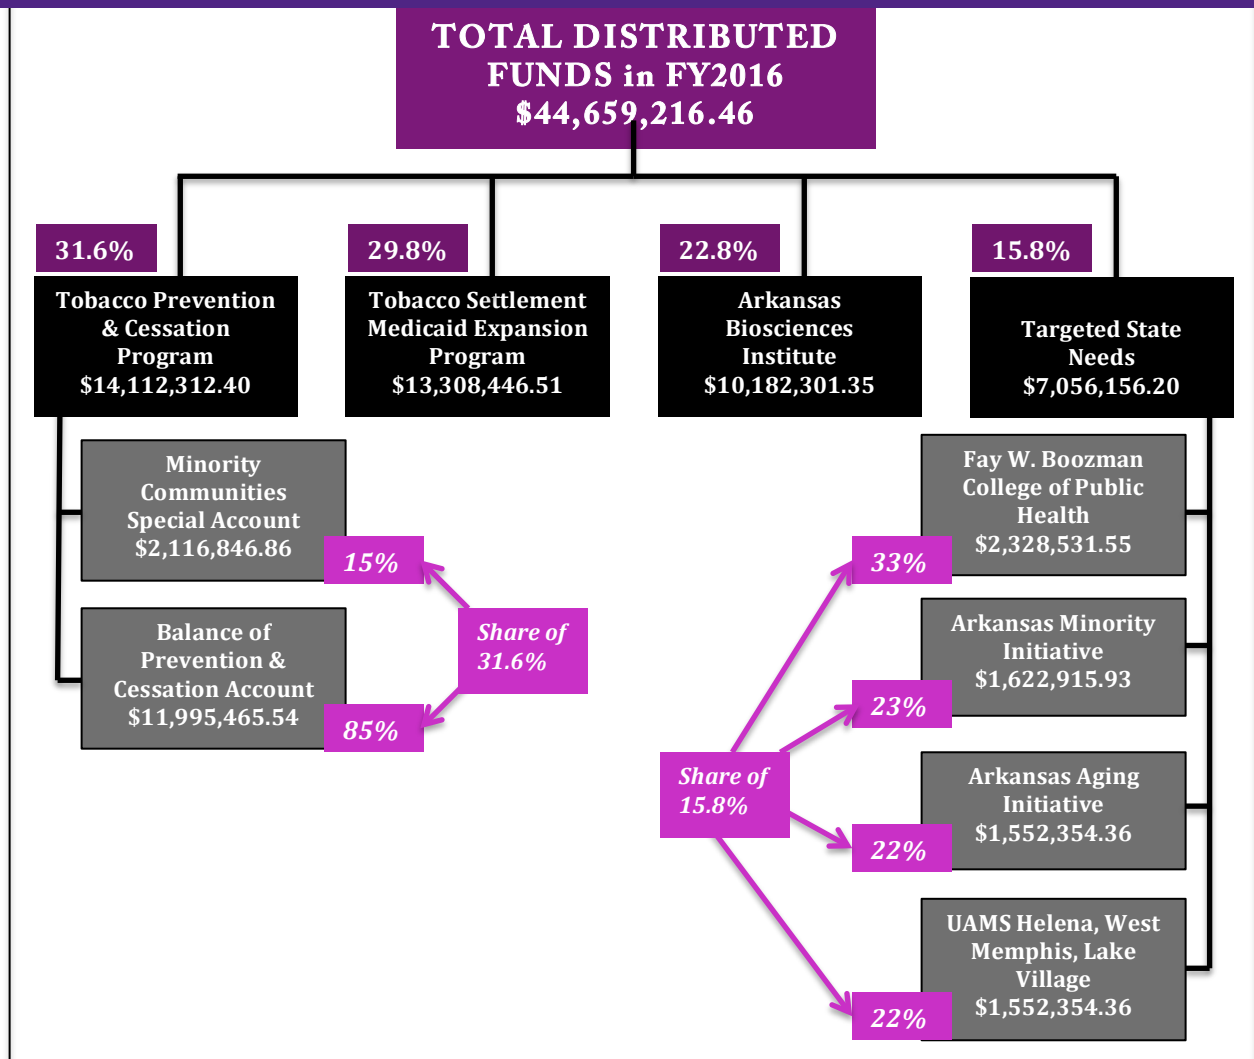 TOTAL DISTRIBUTED
FUNDS in FY2016
$44,659,216.46
31.6%
Tobacco Prevention
& Cessation
Program
$14,112,312.40
29.8%
Tobacco Settlement
Medicaid Expansion
Program
$13,308,446.51
22.8%
Arkansas
Biosciences
Institute
$10,182,301.35
15.8%
Targeted State
Needs
$7,056,156.20
Minority
Communities
Special Account
$2,116,846.86
15%
Balance of
Prevention &
Cessation Account
$11,995,465.54
85%
Share of
31.6%
Fay W. Boozman
College of Public
Health
$2,328,531.55
33%
Arkansas Minority
Initiative
$1,622,915.93
23%
Share of
15.8%
Arkansas Aging
Initiative
$1,552,354.36
22%
UAMS Helena, West
Memphis, Lake
Village
$1,552,354.36
22%